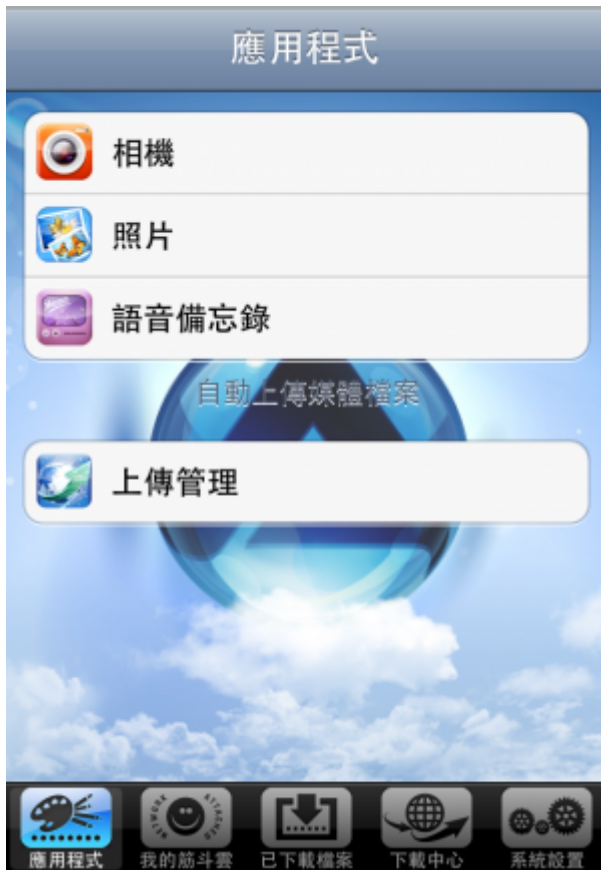 應用程式
相機
照片
語音備忘錄
自動上傳媒體檔案
上傳管理
NETWORK ATTACHED
應用程式
我的筋斗雲
已下載檔案
下載中心
系統設置